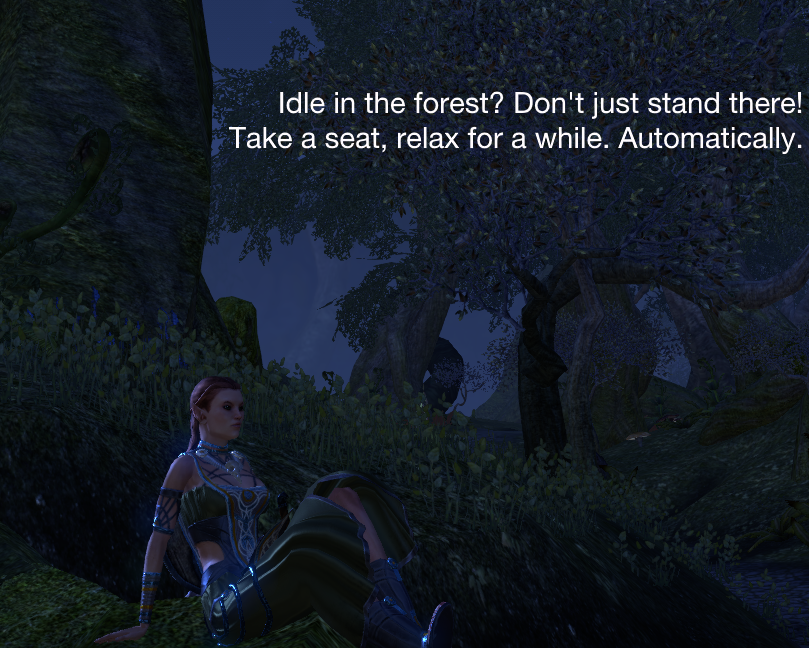 Idle in the forest? Don't just stand there!
Take a seat, relax for a while. Automatically.